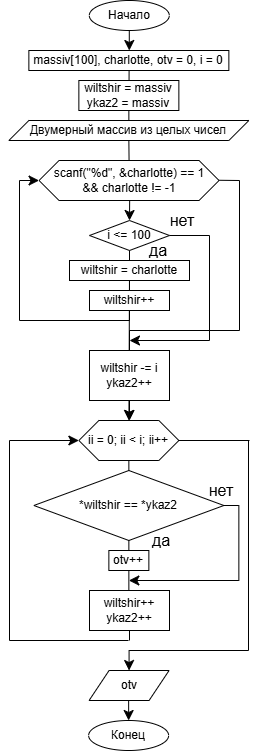 Начало
massiv[100], charlotte, otv = 0, i = 0
wiltshir = massiv
ykaz2 = massiv
Двумерный массив из целых чисел
scanf("%d", &charlotte) == 1
&& charlotte != -1
нет
i <= 100
да
wiltshir = charlotte
wiltshir++
wiltshir -= i
ykaz2++
ii = 0; ii < i; ii++
нет
*wiltshir == *ykaz2
да
otv++
wiltshir++
ykaz2++
otv
Конец